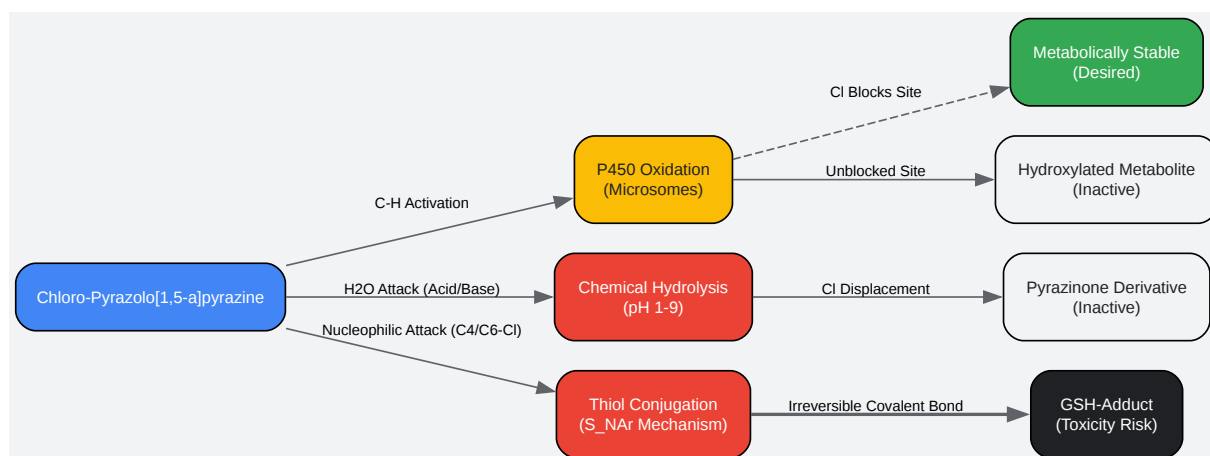 Metabolically Stable
(Desired)
Cl Blocks Site
P450 Oxidation
(Microsomes)
Unblocked Site
Hydroxylated Metabolite
(Inactive)
C-H Activation
Chloro-Pyrazolo[1,5-a]pyrazine
H2O Attack (Acid/Base)
Chemical Hydrolysis
(pH 1-9)
Cl Displacement
Pyrazinone Derivative
(Inactive)
Nucleophilic Attack (C4/C6-Cl)
Thiol Conjugation
(S_NAr Mechanism)
Irreversible Covalent Bond
GSH-Adduct
(Toxicity Risk)